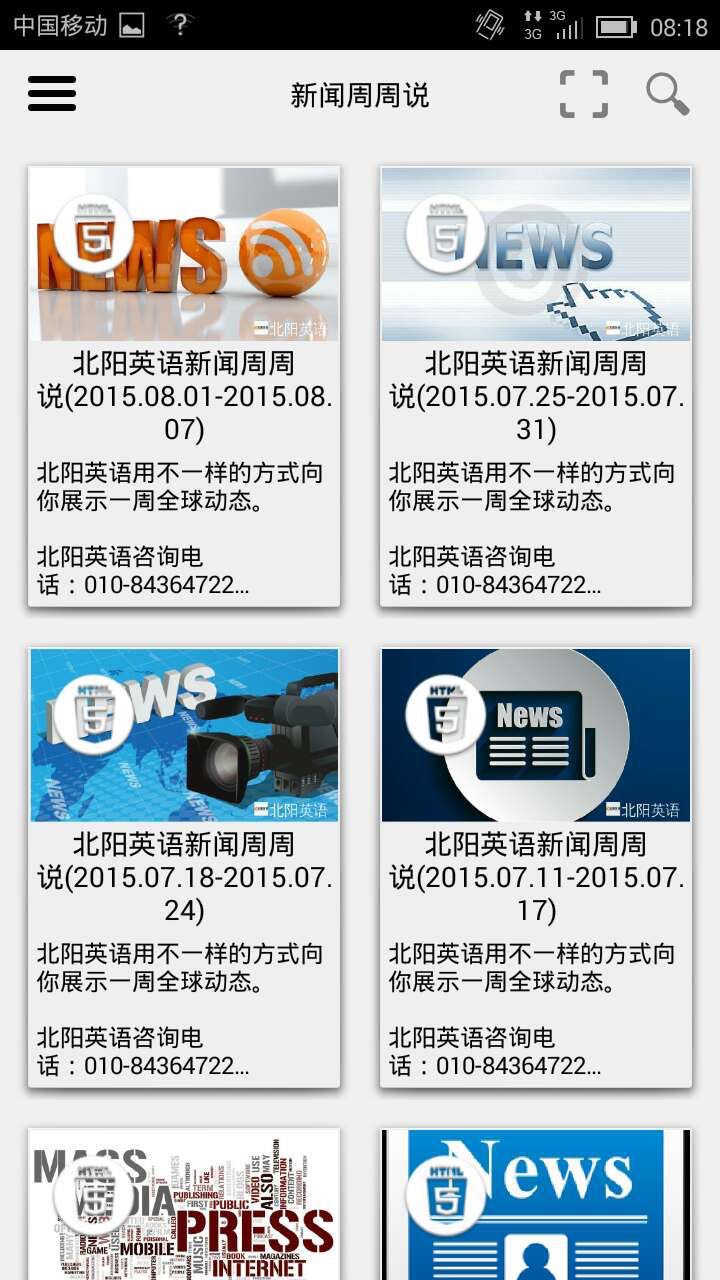 中国移动
3G
3G
08:18
新闻周周说
HTML
5
NEWS
北阳英语
北阳英语新闻周周
说(2015.08.01-2015.08.
07)
北阳英语用不一样的方式向
你展示一周全球动态。
北阳英语咨询电
话：010-84364722...
HTML
5
NEWS
北阳英语
北阳英语新闻周周
说(2015.07.25-2015.07.
31)
北阳英语用不一样的方式向
你展示一周全球动态。
北阳英语咨询电
话：010-84364722...
HTML
5
NEWS
NEWS
NEWS
NEWS
北阳英语
北阳英语新闻周周
说(2015.07.18-2015.07.
24)
北阳英语用不一样的方式向
你展示一周全球动态。
北阳英语咨询电
话：010-84364722...
HTML
5
News
北阳英语
北阳英语新闻周周
说(2015.07.11-2015.07.
17)
北阳英语用不一样的方式向
你展示一周全球动态。
北阳英语咨询电
话：010-84364722...
MASS
MEDIA
HTML
5
GAMES
TERM
PUBLISHING
PUBLIC
VIDEO
USE
ALSO
MAY
TELEVISION
INFORMATION
CONTENT
RECORDING
PRESS
MOBILE
GAME
MUSIC
BOOK
MAGAZINES
INTERNET
HTML
5
News